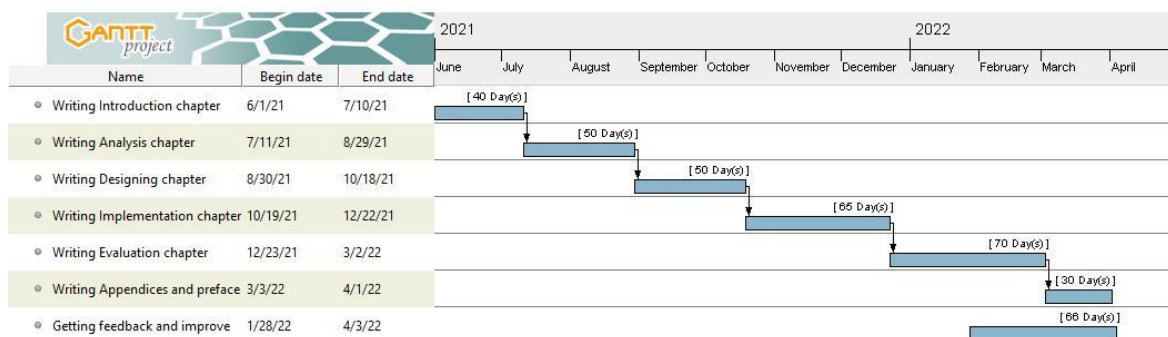 GANTT project 2021 2022
Name Begin date End date June July August September October November December January February March April
Writing Introduction chapter 6/1/21 7/10/21 [ 40 Day(s) ]
Writing Analysis chapter 7/11/21 8/29/21 [ 50 Day(s) ]
Writing Designing chapter 8/30/21 10/18/21 [ 50 Day(s) ]
Writing Implementation chapter 10/19/21 12/22/21 [ 65 Day(s) ]
Writing Evaluation chapter 12/23/21 3/2/22 [ 70 Day(s) ]
Writing Appendices and preface 3/3/22 4/1/22 [ 30 Day(s) ]
Getting feedback and improve 1/28/22 4/3/22 [ 66 Day(s) ]